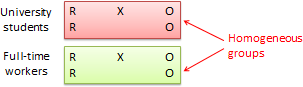 University students
R X O
R O
Full-time workers
R X O
R O
Homogeneous groups